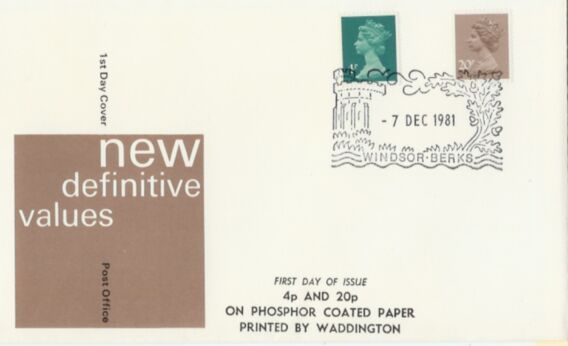 1st Day Cover
new
definitive
values
Post Office
4p
20p
- 7 DEC 1981
WINDSOR·BERKS
FIRST DAY OF ISSUE
4p AND 20p
ON PHOSPHOR COATED PAPER
PRINTED BY WADDINGTON